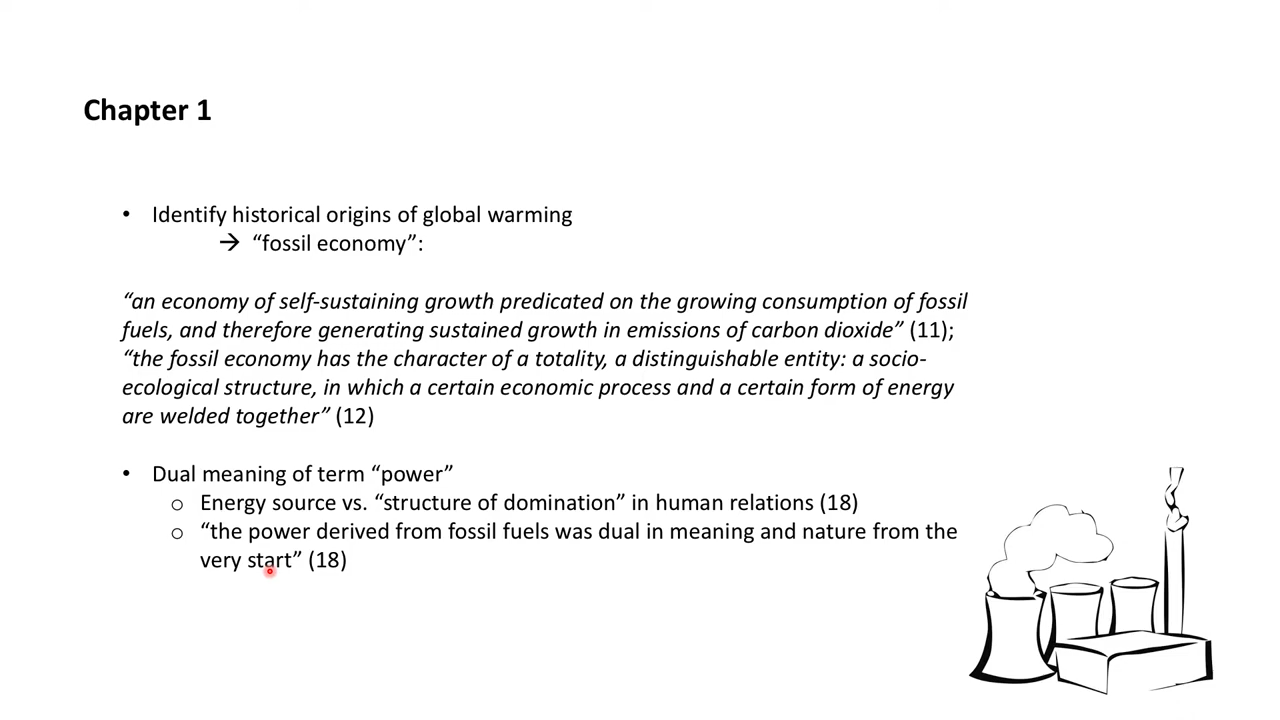 Chapter 1
• Identify historical origins of global warming
→ “fossil economy”:
“an economy of self-sustaining growth predicated on the growing consumption of fossil
fuels, and therefore generating sustained growth in emissions of carbon dioxide” (11);
“the fossil economy has the character of a totality, a distinguishable entity: a socio-
ecological structure, in which a certain economic process and a certain form of energy
are welded together” (12)
• Dual meaning of term “power”
o Energy source vs. “structure of domination” in human relations (18)
o “the power derived from fossil fuels was dual in meaning and nature from the
very start” (18)